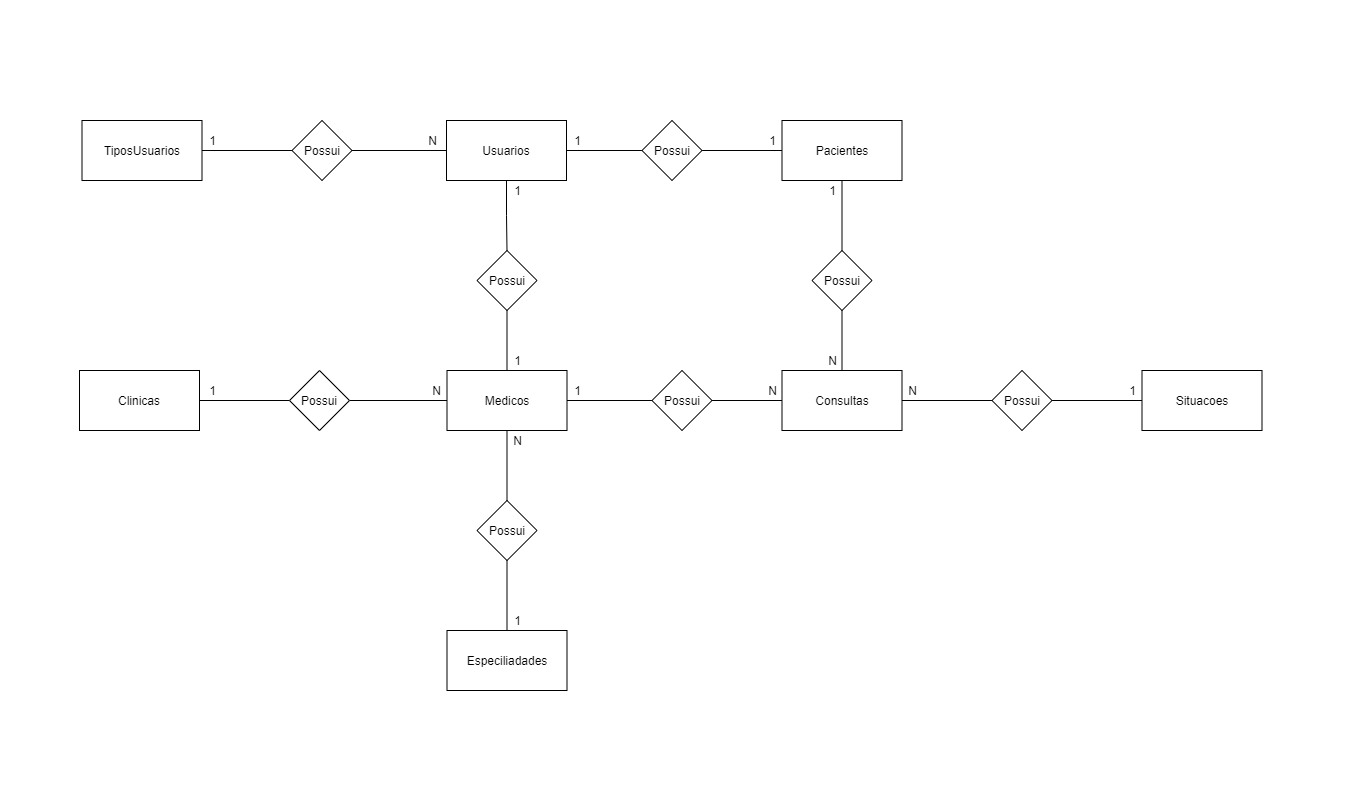 TiposUsuarios 1 Possui N Usuarios 1 Possui 1 Pacientes
1 1
Possui Possui
1 N
Clinicas 1 Possui N Medicos 1 Possui N Consultas N Possui 1 Situacoes
N
Possui
1
Especiliadades